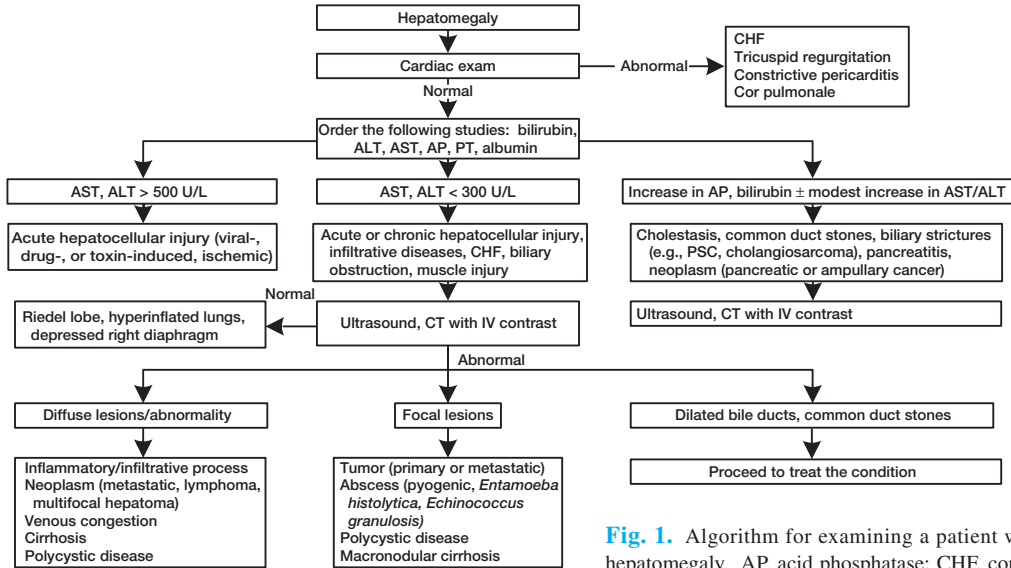 Hepatomegaly
Cardiac exam
Abnormal
CHF
Tricuspid regurgitation
Constrictive pericarditis
Cor pulmonale
Normal
Order the following studies: bilirubin,
ALT, AST, AP, PT, albumin
AST, ALT > 500 U/L
AST, ALT < 300 U/L
Increase in AP, bilirubin ± modest increase in AST/ALT
Acute hepatocellular injury (viral-,
drug-, or toxin-induced, ischemic)
Acute or chronic hepatocellular injury,
infiltrative diseases, CHF, biliary
obstruction, muscle injury
Cholestasis, common duct stones, biliary strictures
(e.g., PSC, cholangiosarcoma), pancreatitis,
neoplasm (pancreatic or ampullary cancer)
Normal
Riedel lobe, hyperinflated lungs,
depressed right diaphragm
Ultrasound, CT with IV contrast
Ultrasound, CT with IV contrast
Abnormal
Diffuse lesions/abnormality
Focal lesions
Dilated bile ducts, common duct stones
Inflammatory/infiltrative process
Neoplasm (metastatic, lymphoma,
multifocal hepatoma)
Venous congestion
Cirrhosis
Polycystic disease
Tumor (primary or metastatic)
Abscess (pyogenic, Entamoeba
histolytica, Echinococcus
granulosis)
Polycystic disease
Macronodular cirrhosis
Proceed to treat the condition
Fig. 1. Algorithm for examining a patient w
hepatomegaly. AP, acid phosphatase; CHF, con